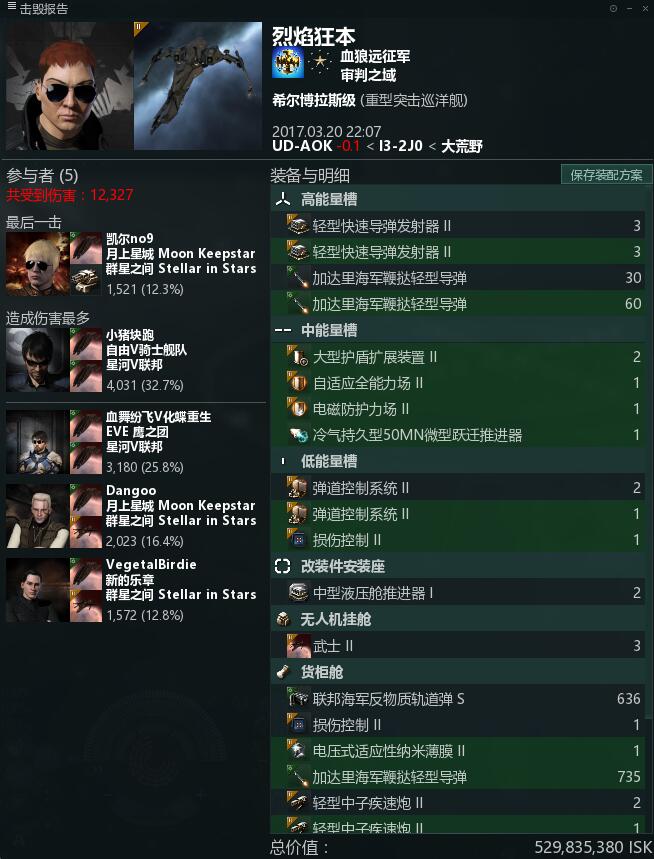 击毁报告
烈焰狂本
血狼远征军
审判之域
希尔博拉斯级 (重型突击巡洋舰)
2017.03.20 22:07
UD-AOK -0.1 < I3-2J0 < 大荒野
参与者 (5)
共受到伤害：12,327
最后一击
凯尔no9
月上星城 Moon Keepstar
群星之间 Stellar in Stars
1,521 (12.3%)
造成伤害最多
小猪块跑
自由V骑士舰队
星河V联邦
4,031 (32.7%)
血舞纷飞V化蝶重生
EVE 鹰之团
星河V联邦
3,180 (25.8%)
Dangoo
月上星城 Moon Keepstar
群星之间 Stellar in Stars
2,023 (16.4%)
VegetalBirdie
新的乐章
群星之间 Stellar in Stars
1,572 (12.8%)
装备与明细
保存装配方案
高能量槽
轻型快速导弹发射器 II 3
轻型快速导弹发射器 II 3
加达里海军鞭挞轻型导弹 30
加达里海军鞭挞轻型导弹 60
中能量槽
大型护盾扩展装置 II 2
自适应全能力场 II 1
电磁防护力场 II 1
冷气持久型50MN微型跃迁推进器 1
低能量槽
弹道控制系统 II 2
弹道控制系统 II 1
损伤控制 II 1
改装件安装座
中型液压舱推进器 I 2
无人机挂舱
武士 II 3
货柜舱
联邦海军反物质轨道弹 S 636
损伤控制 II 1
电压式适应性纳米薄膜 II 1
加达里海军鞭挞轻型导弹 735
轻型中子疾速炮 II 2
轻型中子疾速炮 II 1
总价值： 529,835,380 ISK